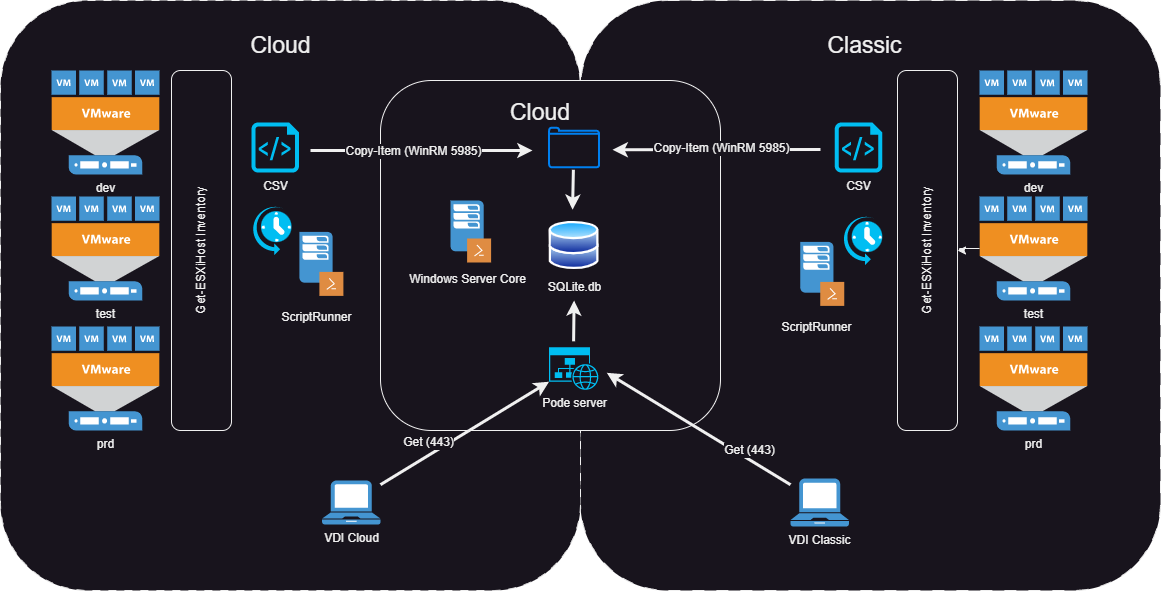 Cloud
Classic
Cloud
VM VM VM VM
VMware
dev
VM VM VM VM
VMware
test
VM VM VM VM
VMware
prd
Get-ESXiHost Inventory
</>
CSV
ScriptRunner
Copy-Item (WinRM 5985)
Copy-Item (WinRM 5985)
Windows Server Core
SQLite.db
Pode server
Get (443)
Get (443)
VDI Cloud
VDI Classic
</>
CSV
ScriptRunner
Get-ESXiHost Inventory
VM VM VM VM
VMware
dev
VM VM VM VM
VMware
test
VM VM VM VM
VMware
prd